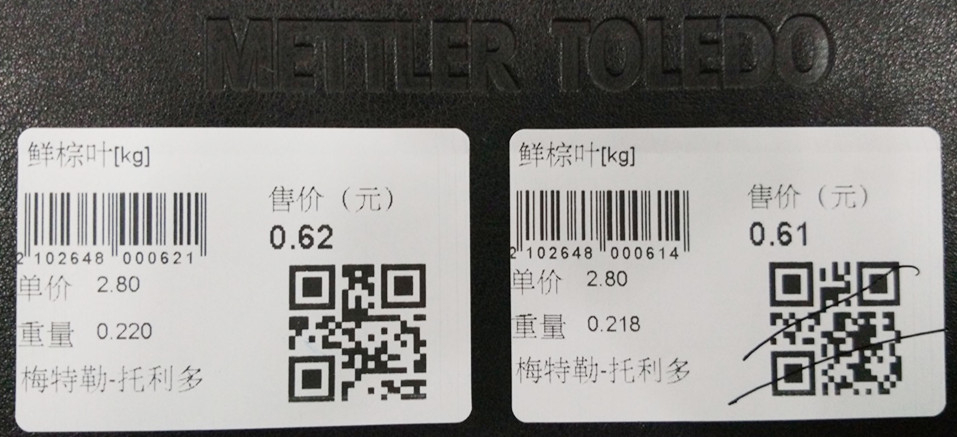 METTLER TOLEDO
鲜棕叶[kg]
售价（元）
0.62
2 102648 000621
单价 2.80
重量 0.220
梅特勒-托利多
鲜棕叶[kg]
售价（元）
0.61
2 102648 000614
单价 2.80
重量 0.218
梅特勒-托利多